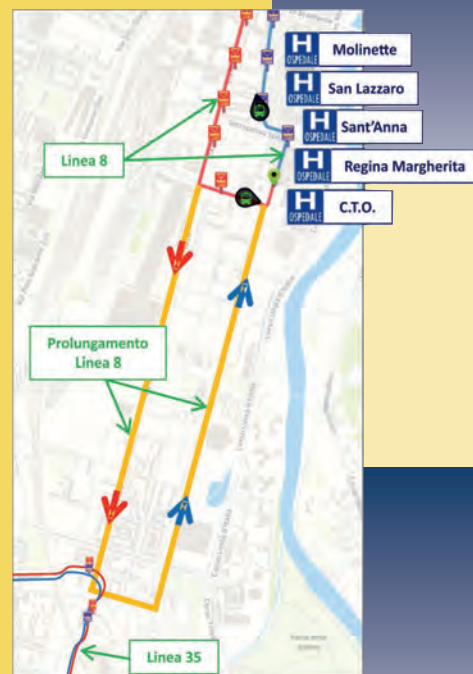 H
OSPEDALE
Molinette
H
OSPEDALE
San Lazzaro
H
OSPEDALE
Sant'Anna
H
OSPEDALE
Regina Margherita
H
OSPEDALE
C.T.O.
Linea 8
Prolungamento
Linea 8
Linea 35